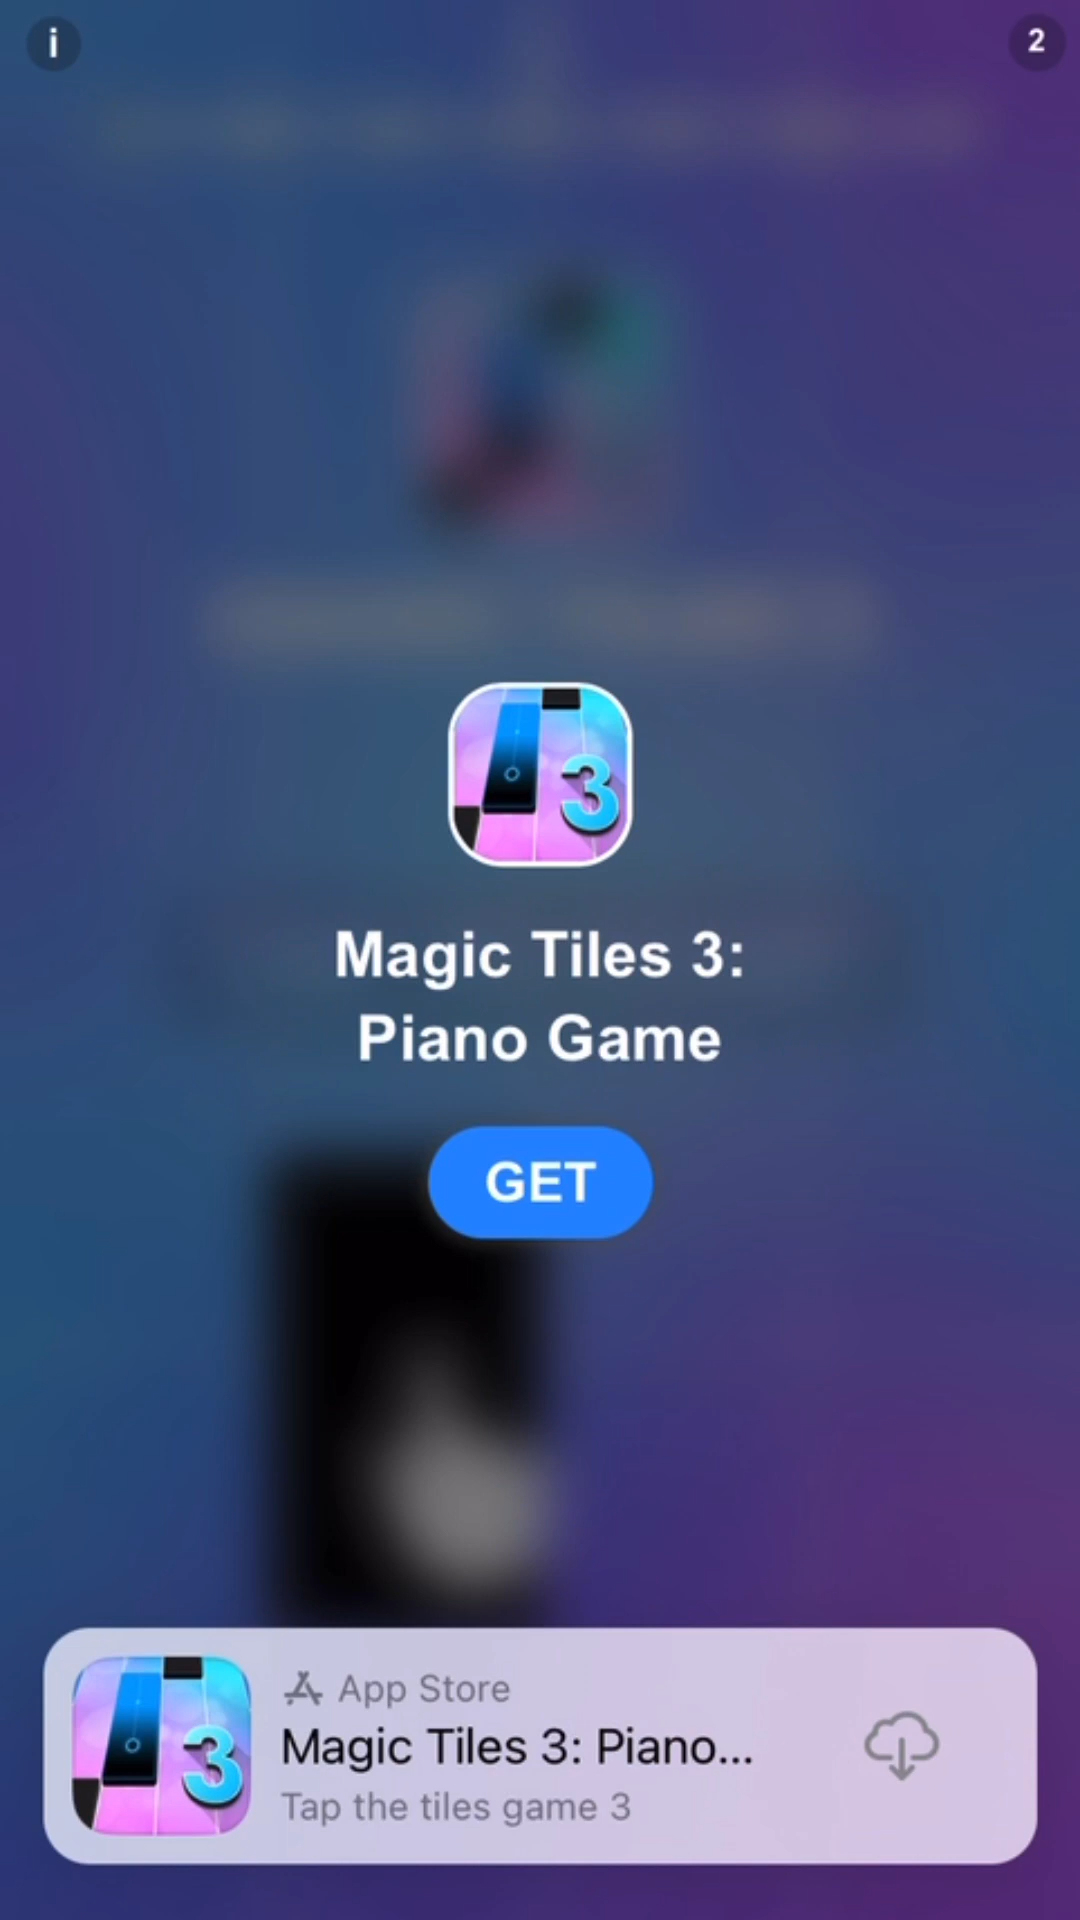 i
2
3
Magic Tiles 3:
Piano Game
GET
3
App Store
Magic Tiles 3: Piano...
Tap the tiles game 3